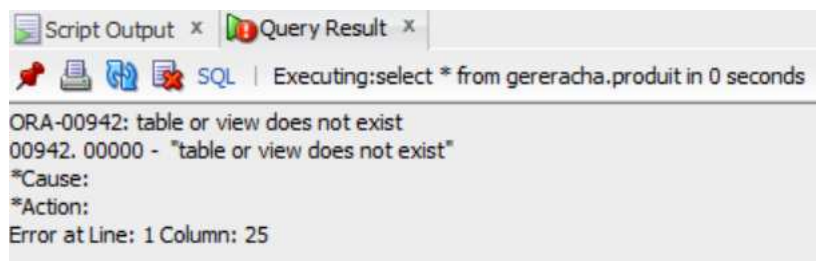 Script Output x Query Result x
SQL | Executing:select * from gereracha.produit in 0 seconds
ORA-00942: table or view does not exist
00942. 00000 - "table or view does not exist"
*Cause:
*Action:
Error at Line: 1 Column: 25